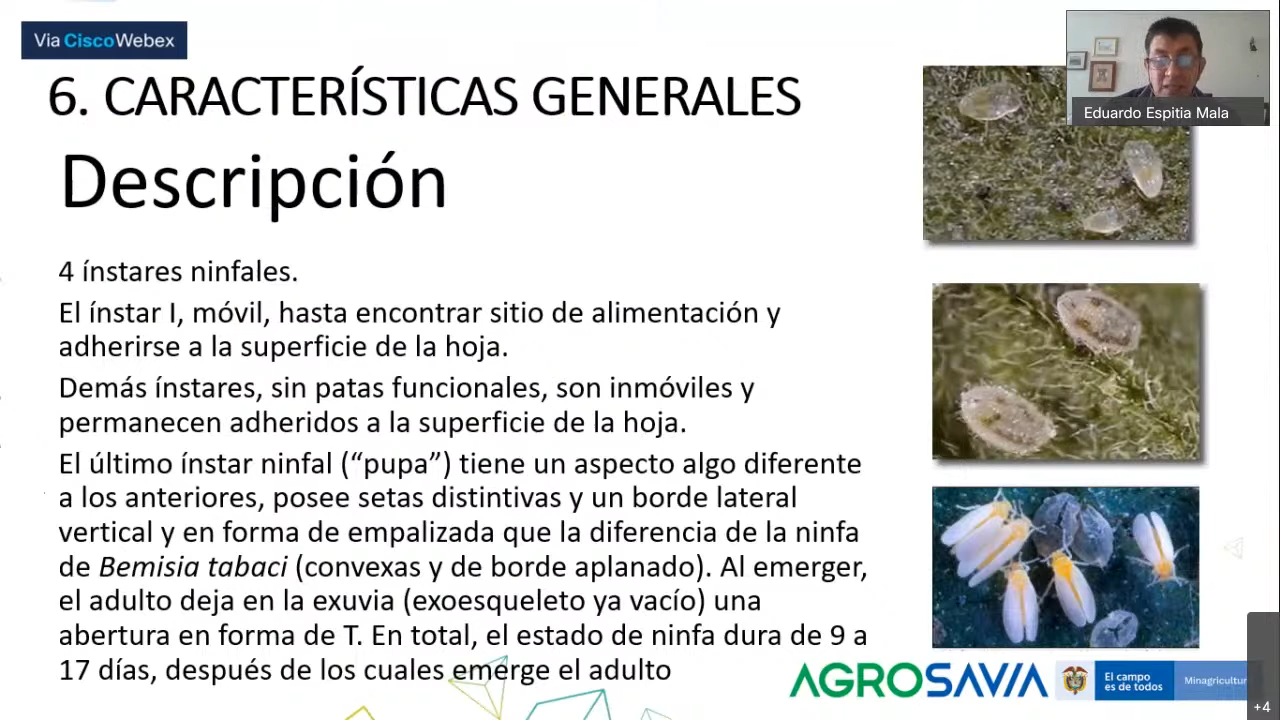 Via CiscoWebex
6. CARACTERÍSTICAS GENERALES
Eduardo Espitia Mala
Descripción
4 ínstares ninfales.
El ínstar I, móvil, hasta encontrar sitio de alimentación y
adherirse a la superficie de la hoja.
Demás ínstares, sin patas funcionales, son inmóviles y
permanecen adheridos a la superficie de la hoja.
El último ínstar ninfal (“pupa”) tiene un aspecto algo diferente
a los anteriores, posee setas distintivas y un borde lateral
vertical y en forma de empalizada que la diferencia de la ninfa
de Bemisia tabaci (convexas y de borde aplanado). Al emerger,
el adulto deja en la exuvia (exoesqueleto ya vacío) una
abertura en forma de T. En total, el estado de ninfa dura de 9 a
17 días, después de los cuales emerge el adulto
AGROSAVIA
El campo
es de todos
Minagricultur
+4